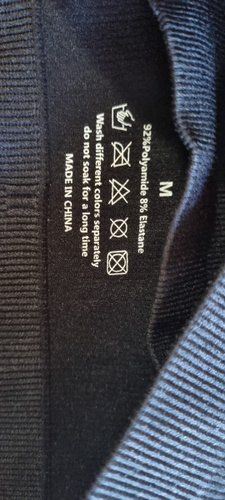 M
92%Polyamide 8% Elastane
Wash different colors separately
do not soak for a long time
MADE IN CHINA